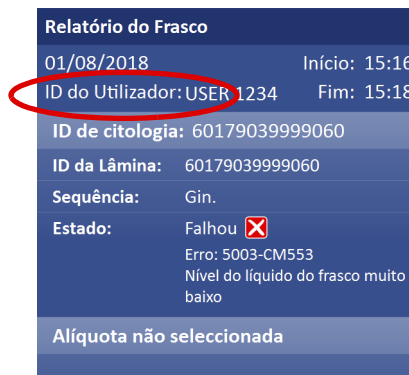 Relatório do Frasco
01/08/2018 Início: 15:16
ID do Utilizador: USER 1234 Fim: 15:18
ID de citologia: 60179039999060
ID da Lâmina: 60179039999060
Sequência: Gin.
Estado: Falhou
Erro: 5003-CM553
Nível do líquido do frasco muito
baixo
Alíquota não seleccionada